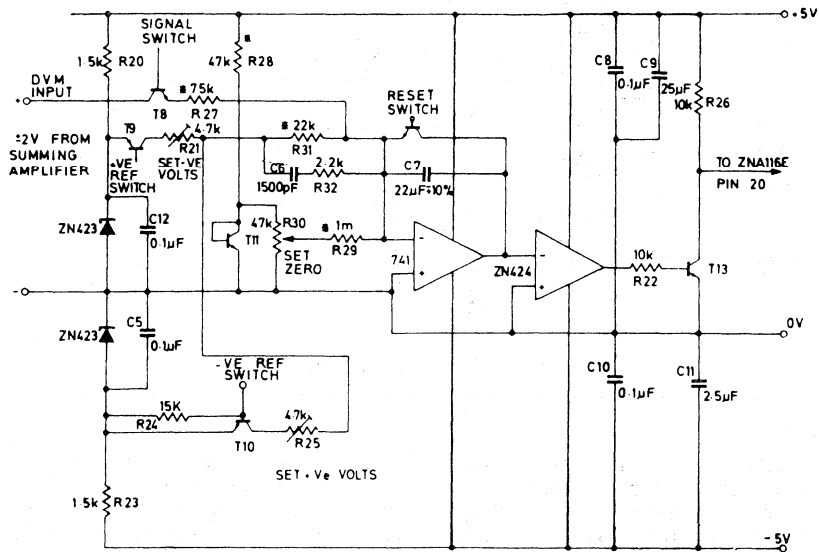 +5V
SIGNAL
SWITCH
1.5k R20
47k R28
C8
0.1µF
C9
25µF
10k R26
DVM
INPUT
+
75k
R27
T8
RESET
SWITCH
±2V FROM
SUMMING
AMPLIFIER
T9
4.7k
R21
+VE
REF
SWITCH
SET-VE
VOLTS
22k
R31
C6
1500pF
2.2k
R32
C7
22µF±10%
TO ZNA116E
PIN 20
ZN423
C12
0.1µF
T11
47k R30
SET
ZERO
1m
R29
741
-
+
ZN424
-
+
10k
R22
T13
-
0V
ZN423
C5
0.1µF
-VE REF
SWITCH
15K
R24
T10
4.7k
R25
C10
0.1µF
C11
2.5µF
SET+Ve VOLTS
1.5k R23
-5V